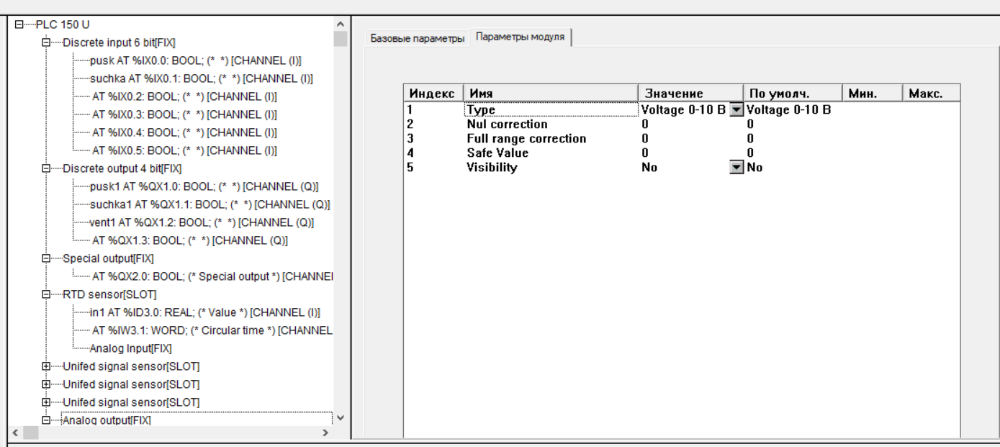 PLC 150 U
Discrete input 6 bit[FIX]
pusk AT %IX0.0: BOOL; (* *) [CHANNEL (I)]
suchka AT %IX0.1: BOOL; (* *) [CHANNEL (I)]
AT %IX0.2: BOOL; (* *) [CHANNEL (I)]
AT %IX0.3: BOOL; (* *) [CHANNEL (I)]
AT %IX0.4: BOOL; (* *) [CHANNEL (I)]
AT %IX0.5: BOOL; (* *) [CHANNEL (I)]
Discrete output 4 bit[FIX]
pusk1 AT %QX1.0: BOOL; (* *) [CHANNEL (Q)]
suchka1 AT %QX1.1: BOOL; (* *) [CHANNEL (Q)]
vent1 AT %QX1.2: BOOL; (* *) [CHANNEL (Q)]
AT %QX1.3: BOOL; (* *) [CHANNEL (Q)]
Special output[FIX]
AT %QX2.0: BOOL; (* Special output *) [CHANNEl
RTD sensor[SLOT]
in1 AT %ID3.0: REAL; (* Value *) [CHANNEL (I)]
AT %IW3.1: WORD; (* Circular time *) [CHANNEL
Analog Input[FIX]
Unifed signal sensor[SLOT]
Unifed signal sensor[SLOT]
Unifed signal sensor[SLOT]
Analog output[FIX]
Базовые параметры Параметры модуля
Индекс Имя Значение По умолч. Мин. Макс.
1 Type Voltage 0-10 В Voltage 0-10 В
2 Nul correction 0 0
3 Full range correction 0 0
4 Safe Value 0 0
5 Visibility No No